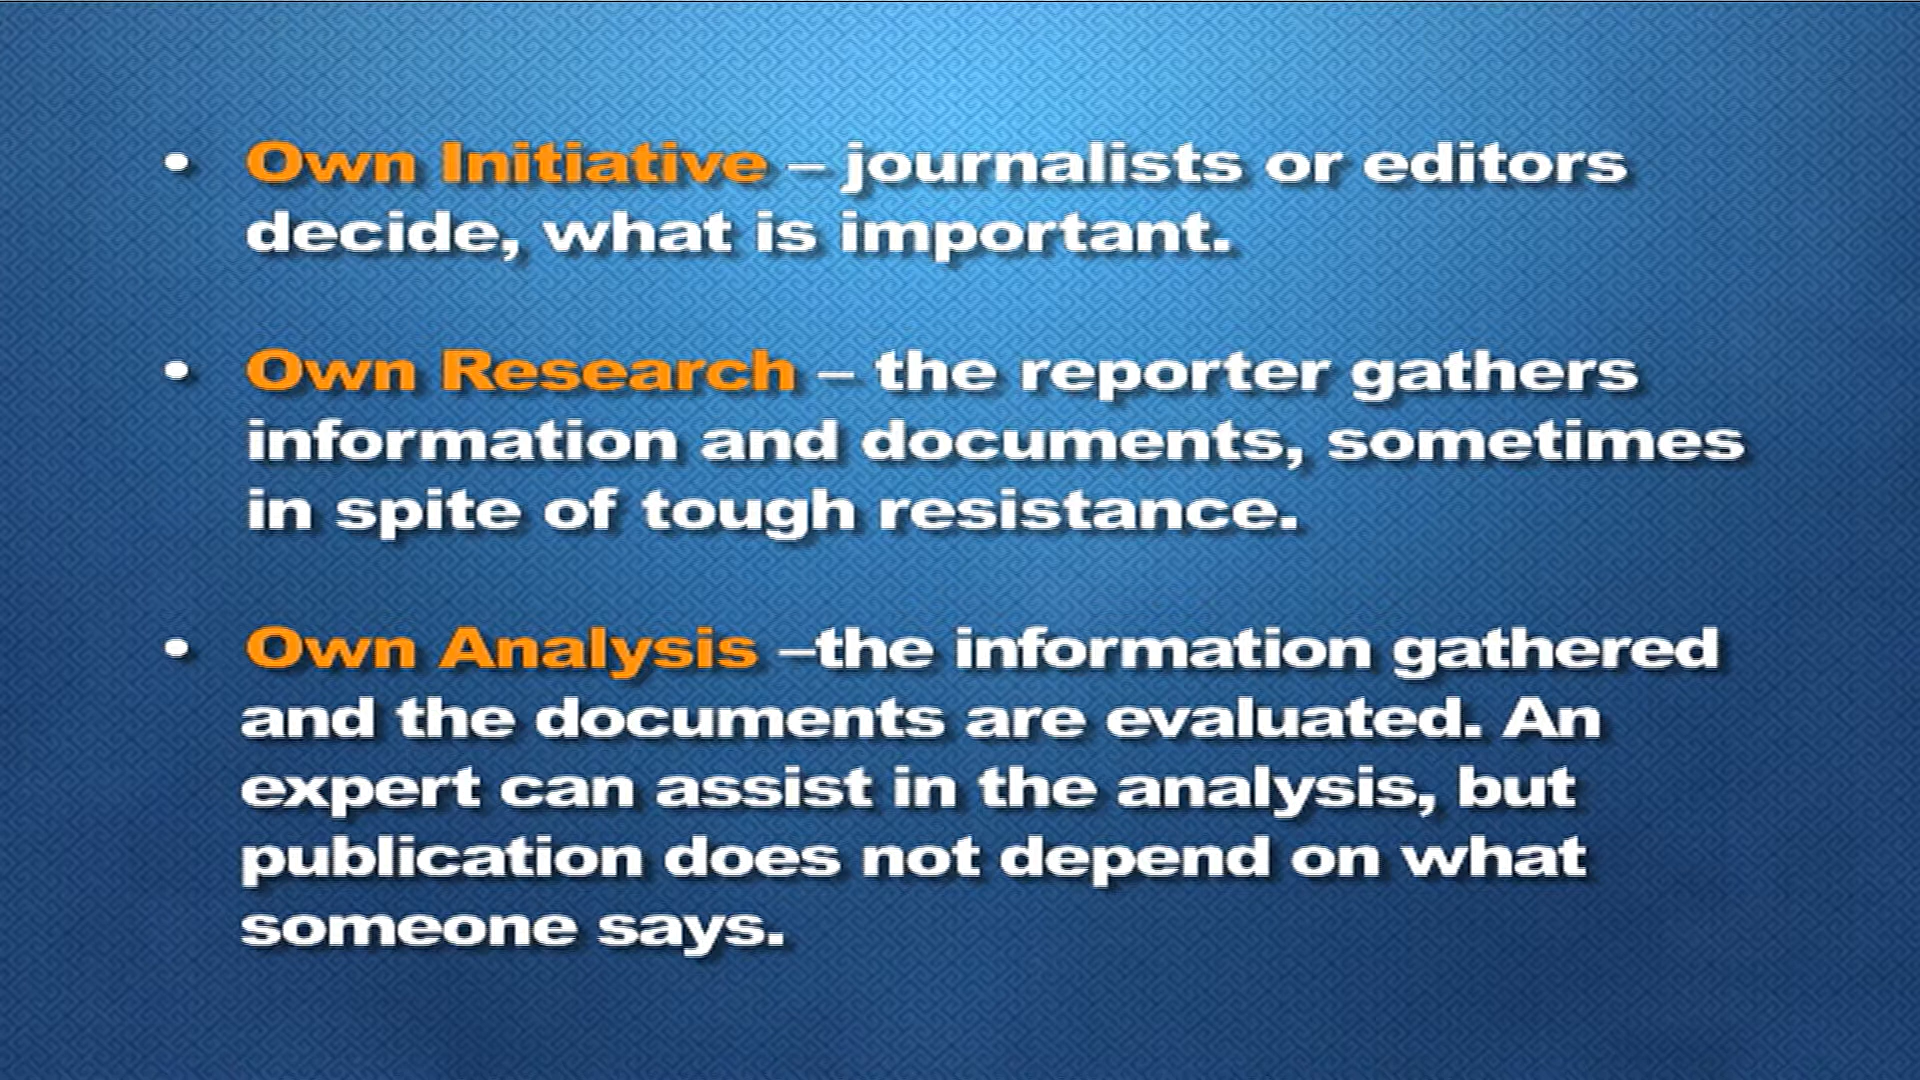 • Own Initiative – journalists or editors
decide, what is important.
• Own Research – the reporter gathers
information and documents, sometimes
in spite of tough resistance.
• Own Analysis –the information gathered
and the documents are evaluated. An
expert can assist in the analysis, but
publication does not depend on what
someone says.